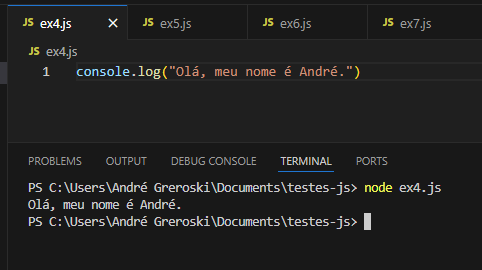 JS ex4.js × JS ex5.js JS ex6.js JS ex7.js
JS ex4.js
1 console.log("Olá, meu nome é André.")
PROBLEMS OUTPUT DEBUG CONSOLE TERMINAL PORTS
PS C:\Users\André Greroski\Documents\testes-js> node ex4.js
Olá, meu nome é André.
PS C:\Users\André Greroski\Documents\testes-js>